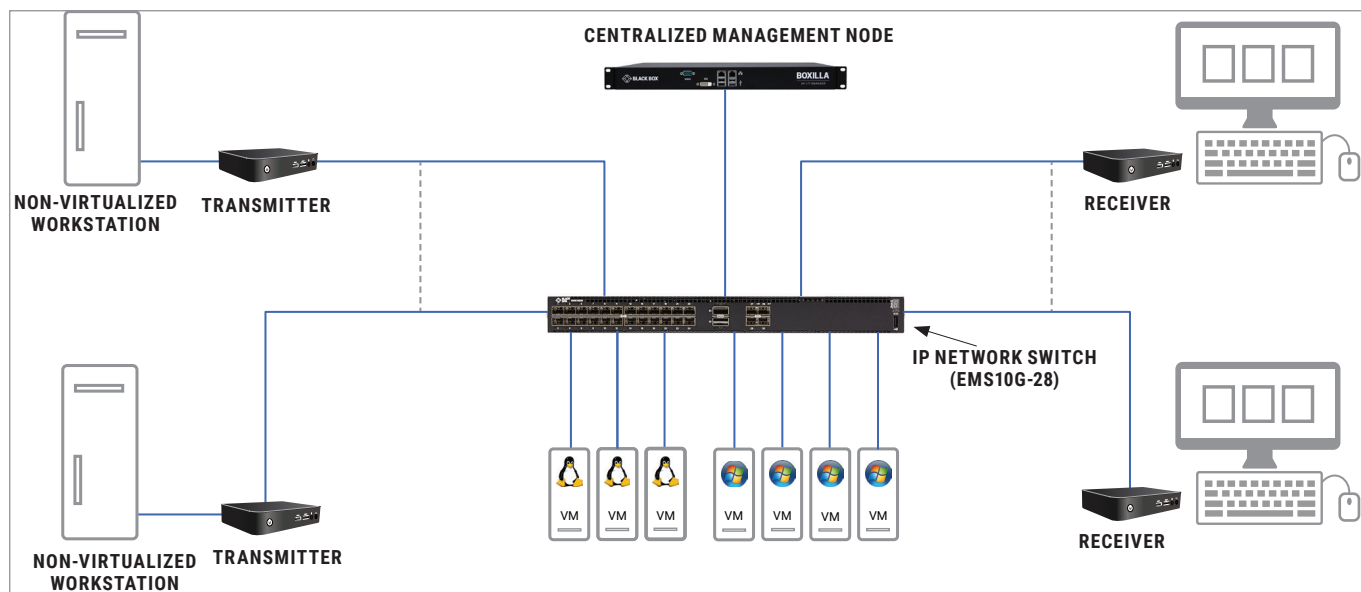 CENTRALIZED MANAGEMENT NODE
BLACK BOX
BOXILLA
NON-VIRTUALIZED
WORKSTATION
TRANSMITTER
RECEIVER
IP NETWORK SWITCH
(EMS10G-28)
VM
VM
VM
VM
VM
VM
VM
NON-VIRTUALIZED
WORKSTATION
TRANSMITTER
RECEIVER